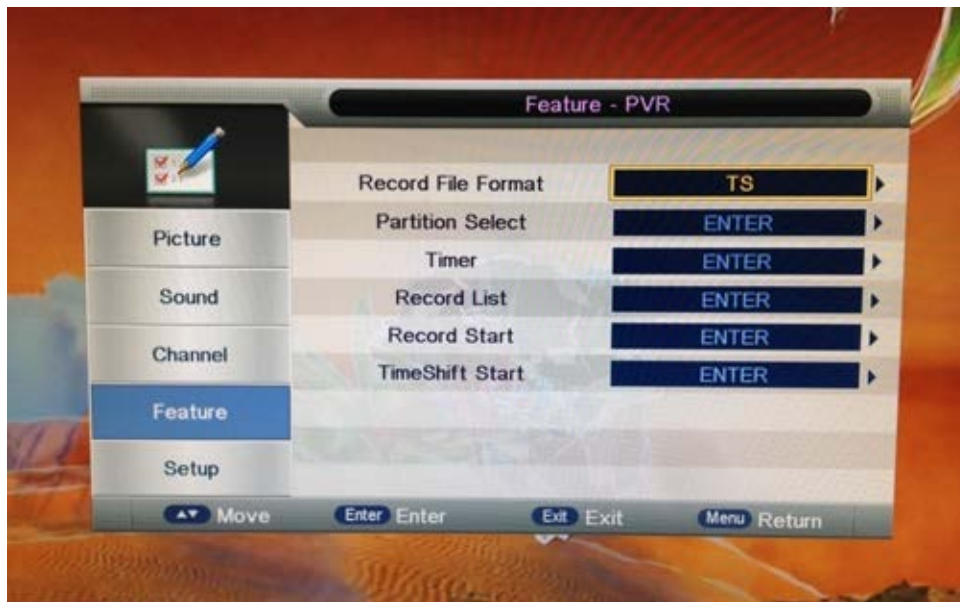 Feature - PVR
Record File Format TS
Partition Select ENTER
Timer ENTER
Record List ENTER
Record Start ENTER
TimeShift Start ENTER
Picture
Sound
Channel
Feature
Setup
Move Enter Enter Exit Exit Menu Return